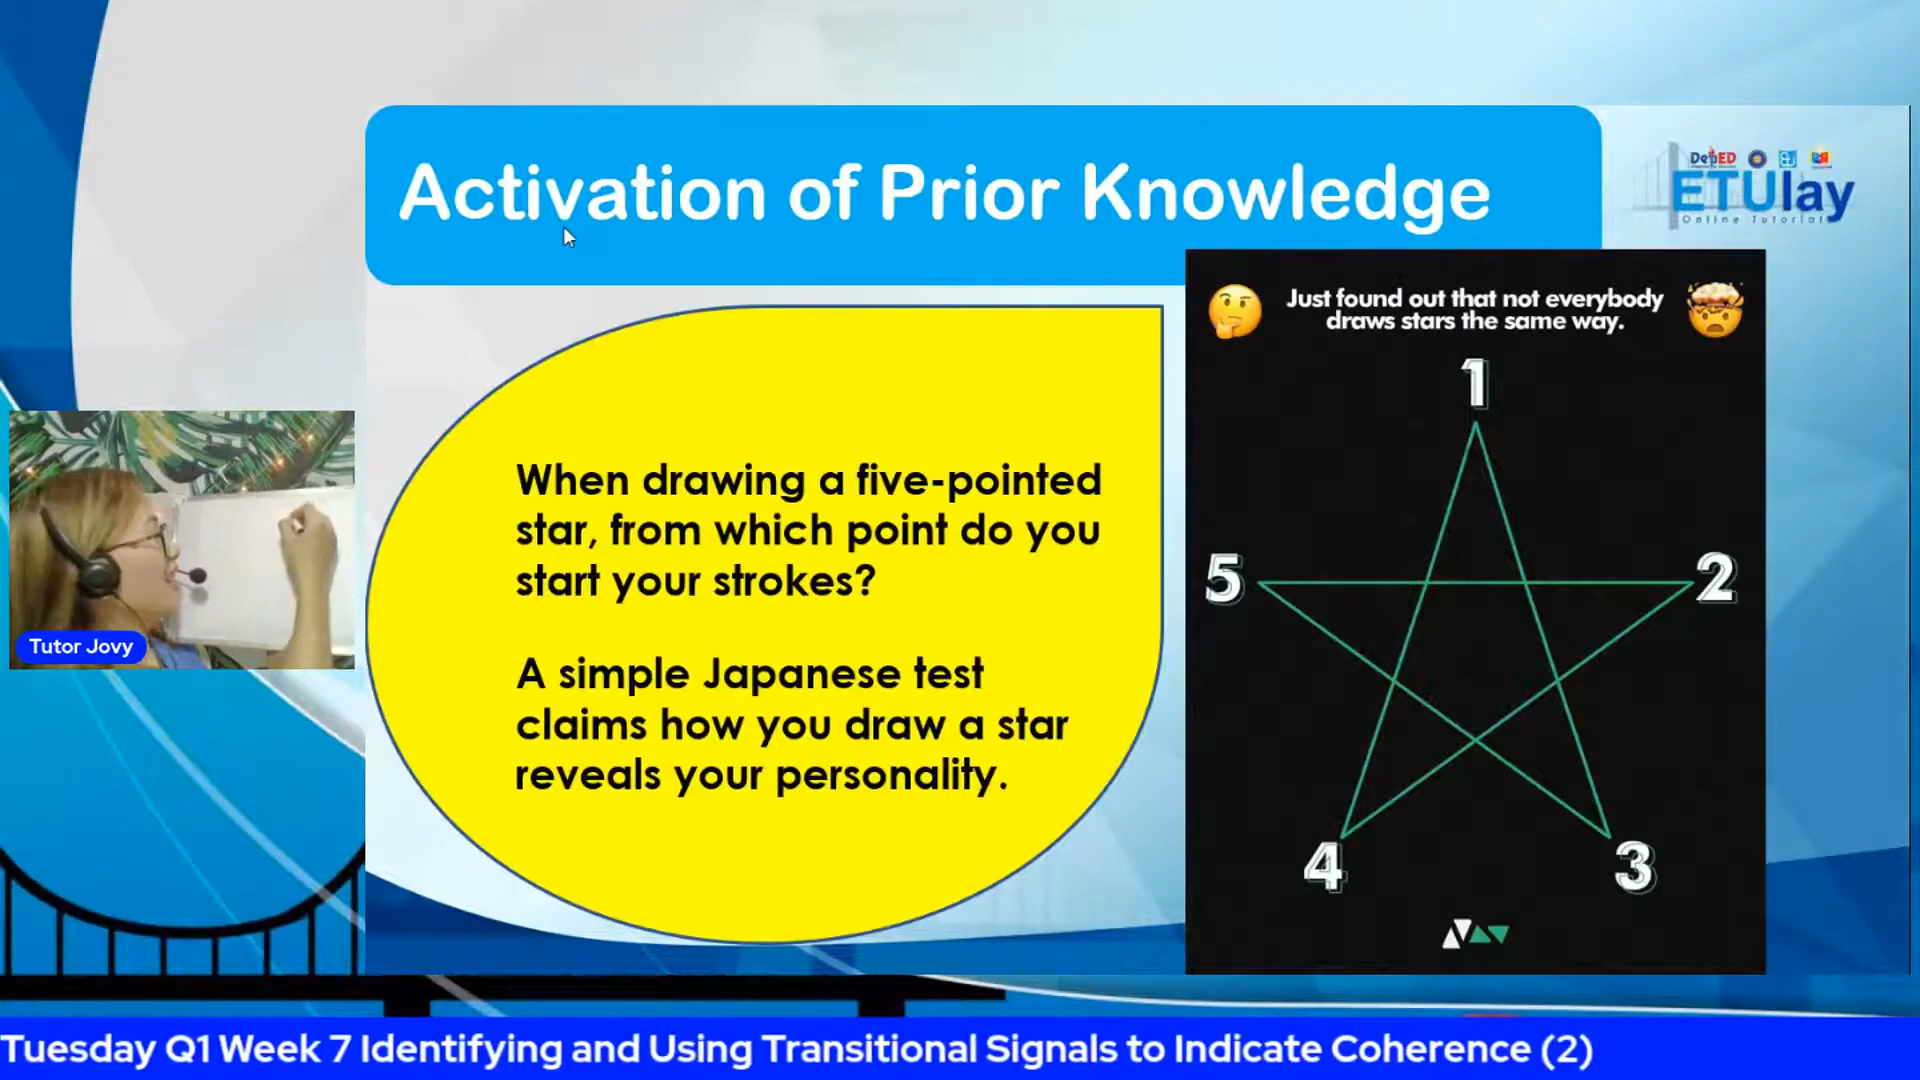 Activation of Prior Knowledge
DepED
ETUlay
Online Tutorial
Just found out that not everybody
draws stars the same way.
1
5
2
4
3
When drawing a five-pointed
star, from which point do you
start your strokes?
A simple Japanese test
claims how you draw a star
reveals your personality.
Tutor Jovy
Tuesday Q1 Week 7 Identifying and Using Transitional Signals to Indicate Coherence (2)